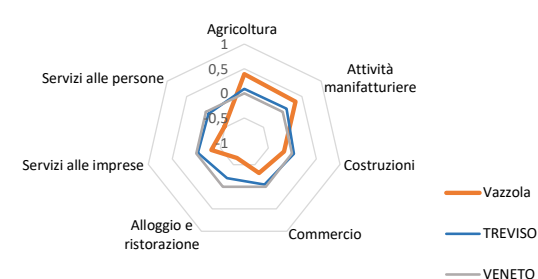 Agricoltura
1
0,5
0
-0,5
-1
Attività
manifatturiere
Costruzioni
Commercio
Alloggio e
ristorazione
Servizi alle imprese
Servizi alle persone
Vazzola
TREVISO
VENETO